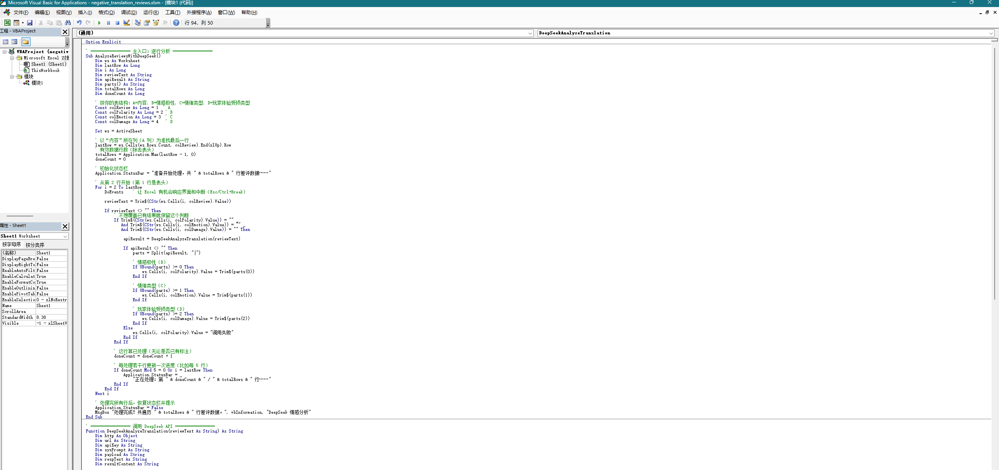 Microsoft Visual Basic for Applications - negative_translation_reviews.xlsm - [模块1 (代码)]
文件(F) 编辑(E) 视图(V) 插入(I) 格式(O) 调试(D) 运行(R) 工具(T) 外接程序(A) 窗口(W) 帮助(H)
行 94, 列 50
工程 - VBAProject
VBAProject (negativ
Microsoft Excel 对象
Sheet1 (Sheet1)
ThisWorkbook
模块
模块1
属性 - Sheet1
Sheet1 Worksheet
按字母序 按分类序
(名称) Sheet1
DisplayPageBre False
DisplayRightTo False
EnableAutoFilt False
EnableCalculat True
EnableFormatCo True
EnableOutlinin False
EnablePivotTab False
EnableSelectio 0 - xlNoRestr
Name Sheet1
ScrollArea
StandardWidth 8.38
Visible -1 - xlSheetV
(通用) DeepSeekAnalyzeTranslation
Option Explicit
' ================= 主入口：逐行分析 =================
Sub AnalyzeReviewsWithDeepSeek()
Dim ws As Worksheet
Dim lastRow As Long
Dim i As Long
Dim reviewText As String
Dim apiResult As String
Dim parts() As String
Dim totalRows As Long
Dim doneCount As Long
' 按你的表结构：A=内容, B=情感极性, C=情绪类型, D=玩家体验受损类型
Const colReview As Long = 1 ' A
Const colPolarity As Long = 2 ' B
Const colEmotion As Long = 3 ' C
Const colDamage As Long = 4 ' D
Set ws = ActiveSheet
' 以“内容”所在列（A 列）为准找最后一行
lastRow = ws.Cells(ws.Rows.Count, colReview).End(xlUp).Row
' 有效数据行数（除去表头）
totalRows = Application.Max(lastRow - 1, 0)
doneCount = 0
' 初始化状态栏
Application.StatusBar = "准备开始处理，共 " & totalRows & " 行差评数据……"
' 从第 2 行开始（第 1 行是表头）
For i = 2 To lastRow
DoEvents ' 让 Excel 有机会响应界面和中断（Esc/Ctrl+Break）
reviewText = Trim$(CStr(ws.Cells(i, colReview).Value))
If reviewText <> "" Then
' 不想覆盖已有结果就保留这个判断
If Trim$(CStr(ws.Cells(i, colPolarity).Value)) = "" _
And Trim$(CStr(ws.Cells(i, colEmotion).Value)) = "" _
And Trim$(CStr(ws.Cells(i, colDamage).Value)) = "" Then
apiResult = DeepSeekAnalyzeTranslation(reviewText)
If apiResult <> "" Then
parts = Split(apiResult, "|")
' 情感极性（B）
If UBound(parts) >= 0 Then
ws.Cells(i, colPolarity).Value = Trim$(parts(0))
End If
' 情绪类型（C）
If UBound(parts) >= 1 Then
ws.Cells(i, colEmotion).Value = Trim$(parts(1))
End If
' 玩家体验受损类型（D）
If UBound(parts) >= 2 Then
ws.Cells(i, colDamage).Value = Trim$(parts(2))
End If
Else
ws.Cells(i, colPolarity).Value = "调用失败"
End If
End If
' 这行算已处理（无论是否已有标注）
doneCount = doneCount + 1
' 每处理若干行更新一次进度（比如每 5 行）
If doneCount Mod 5 = 0 Or i = lastRow Then
Application.StatusBar = _
"正在处理：第 " & doneCount & " / " & totalRows & " 行……"
End If
End If
Next i
' 处理完所有行后，恢复状态栏并提示
Application.StatusBar = False
MsgBox "处理完成！共遍历 " & totalRows & " 行差评数据。", vbInformation, "DeepSeek 情感分析"
End Sub
' ================= 调用 DeepSeek API =================
Function DeepSeekAnalyzeTranslation(reviewText As String) As String
Dim http As Object
Dim url As String
Dim apiKey As String
Dim sysPrompt As String
Dim payload As String
Dim respText As String
Dim resultContent As String